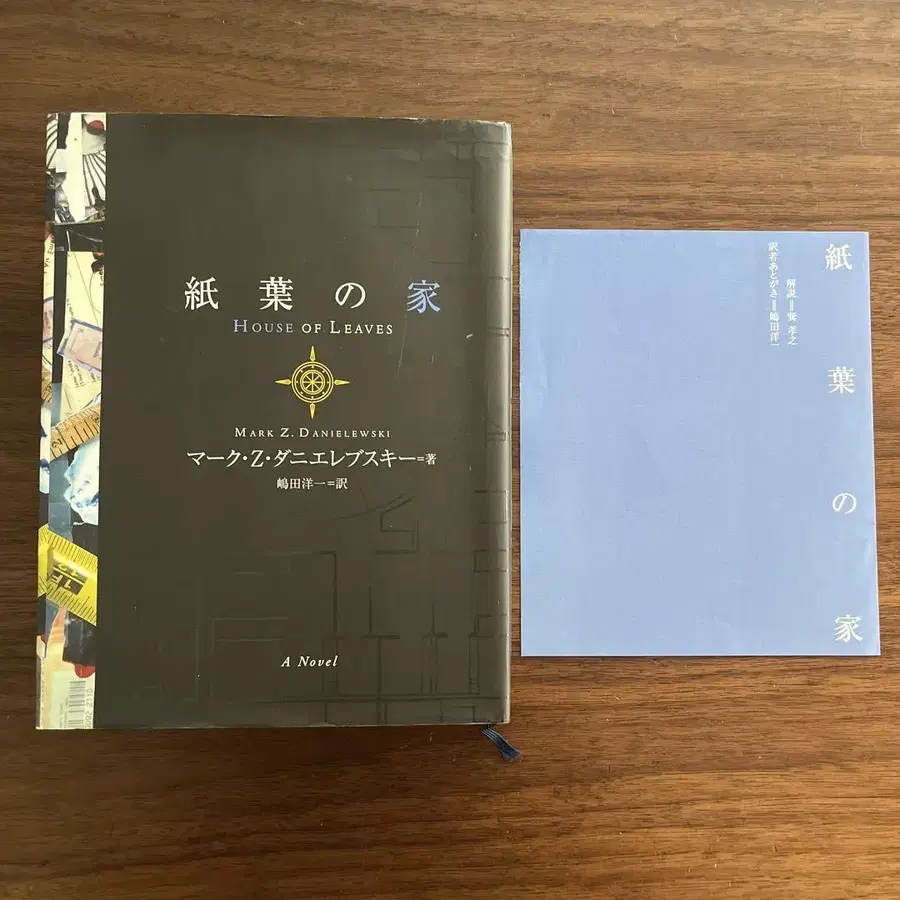 紙葉の家
HOUSE OF LEAVES
MARK Z. DANIELEWSKI
マーク・Z・ダニエレブスキー=著
嶋田洋一=訳
A Novel
紙葉の家
解説=巽 孝之
訳者あとがき=嶋田洋一